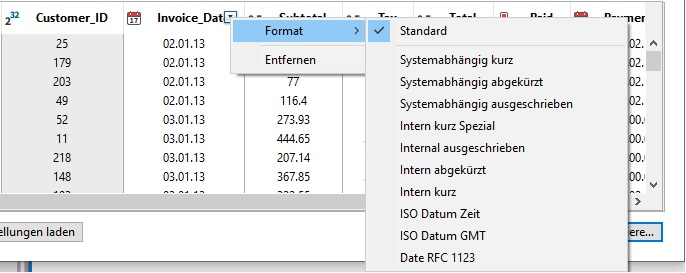 2³² Customer_ID 17 Invoice_Dat Subtotal Tax Total Paid 17
Format Standard
25 02.01.13
179 02.01.13 Entfernen Systemabhängig kurz
203 02.01.13 77 Systemabhängig abgekürzt
49 02.01.13 116.4 Systemabhängig ausgeschrieben
52 03.01.13 273.93 Intern kurz Spezial
11 03.01.13 444.65 Internal ausgeschrieben
218 03.01.13 207.14 Intern abgekürzt
148 03.01.13 367.85 Intern kurz
ISO Datum Zeit
ellungen laden ISO Datum GMT ere...
Date RFC 1123